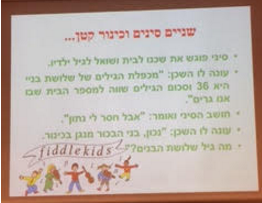 שניים סינים וכינור קטן...
סיני פוגש את שכנו לבית ושואל לגיל ילדיו.
עונה לו השכן: "מכפלת הגילים של שלושת בניי
היא 36 וסכום הגילים שווה למספר הבית שבו
אנו גרים".
חושב הסיני ואומר: "אבל חסר לי נתון".
עונה לו השכן: "נכון, בני הבכור מנגן בכינור.
מה גיל שלושת הבנים?"
fiddlekids